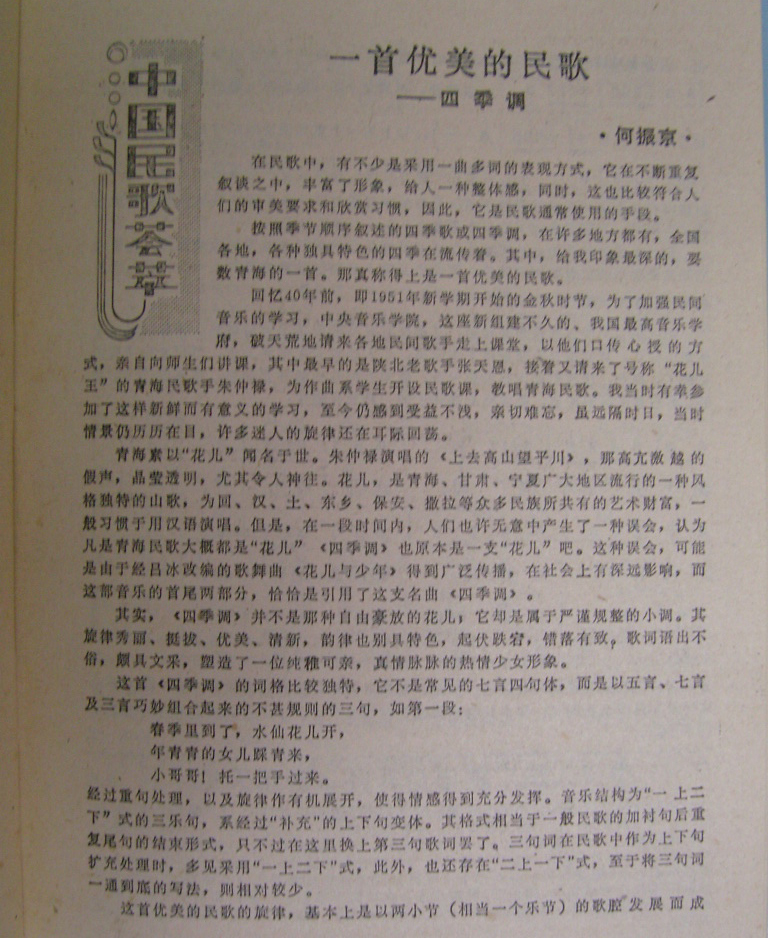 中国民歌荟萃
一首优美的民歌
——四季调
·何振京·
在民歌中，有不少是采用一曲多词的表现方式，它在不断重复
叙谈之中，丰富了形象，给人一种整体感，同时，这也比较符合人
们的审美要求和欣赏习惯，因此，它是民歌通常使用的手段。
按照季节顺序叙述的四季歌或四季调，在许多地方都有，全国
各地，各种独具特色的四季在流传着。其中，给我印象最深的，要
数青海的一首。那真称得上是一首优美的民歌。
回忆40年前，即1951年新学期开始的金秋时节，为了加强民间
音乐的学习，中央音乐学院，这座新组建不久的、我国最高音乐学
府，破天荒地请来各地民间歌手走上课堂，以他们口传心授的方
式，亲自向师生们讲课，其中最早的是陕北老歌手张天恩，接着又请来了号称“花儿
王”的青海民歌手朱仲禄，为作曲系学生开设民歌课，教唱青海民歌。我当时有幸参
加了这样新鲜而有意义的学习，至今仍感到受益不浅，亲切难忘，虽远隔时日，当时
情景仍历历在目，许多迷人的旋律还在耳际回荡。
青海素以“花儿”闻名于世。朱仲禄演唱的《上去高山望平川》，那高亢激越的
假声，晶莹透明，尤其令人神往。花儿，是青海、甘肃、宁夏广大地区流行的一种风
格独特的山歌，为回、汉、土、东乡、保安、撒拉等众多民族所共有的艺术财富，一
般习惯于用汉语演唱。但是，在一段时间内，人们也许无意中产生了一种误会，认为
凡是青海民歌大概都是“花儿”《四季调》也原本是一支“花儿”吧。这种误会，可能
是由于经吕冰改编的歌舞曲《花儿与少年》得到广泛传播，在社会上有深远影响，而
这部音乐的首尾两部分，恰恰是引用了这支名曲《四季调》。
其实，《四季调》并不是那种自由豪放的花儿；它却是属于严谨规整的小调。其
旋律秀丽、挺拔、优美、清新，韵律也别具特色，起伏跌宕，错落有致。歌词语出不
俗，颇具文采，塑造了一位纯雅可亲，真情脉脉的热情少女形象。
这首《四季调》的词格比较独特，它不是常见的七言四句体，而是以五言、七言
及三言巧妙组合起来的不甚规则的三句，如第一段：
春季里到了，水仙花儿开，
年青青的女儿踩青来，
小哥哥！托一把手过来。
经过重句处理，以及旋律作有机展开，使得情感得到充分发挥。音乐结构为“一上二
下”式的三乐句，系经过“补充”的上下句变体。其格式相当于一般民歌的加衬句后重
复尾句的结束形式，只不过在这里换上第三句歌词罢了。三句词在民歌中作为上下句
扩充处理时，多见采用“一上二下”式，此外，也还存在“二上一下”式，至于将三句词
一通到底的写法，则相对较少。
这首优美的民歌的旋律，基本上是以两小节（相当一个乐节）的歌腔发展而成